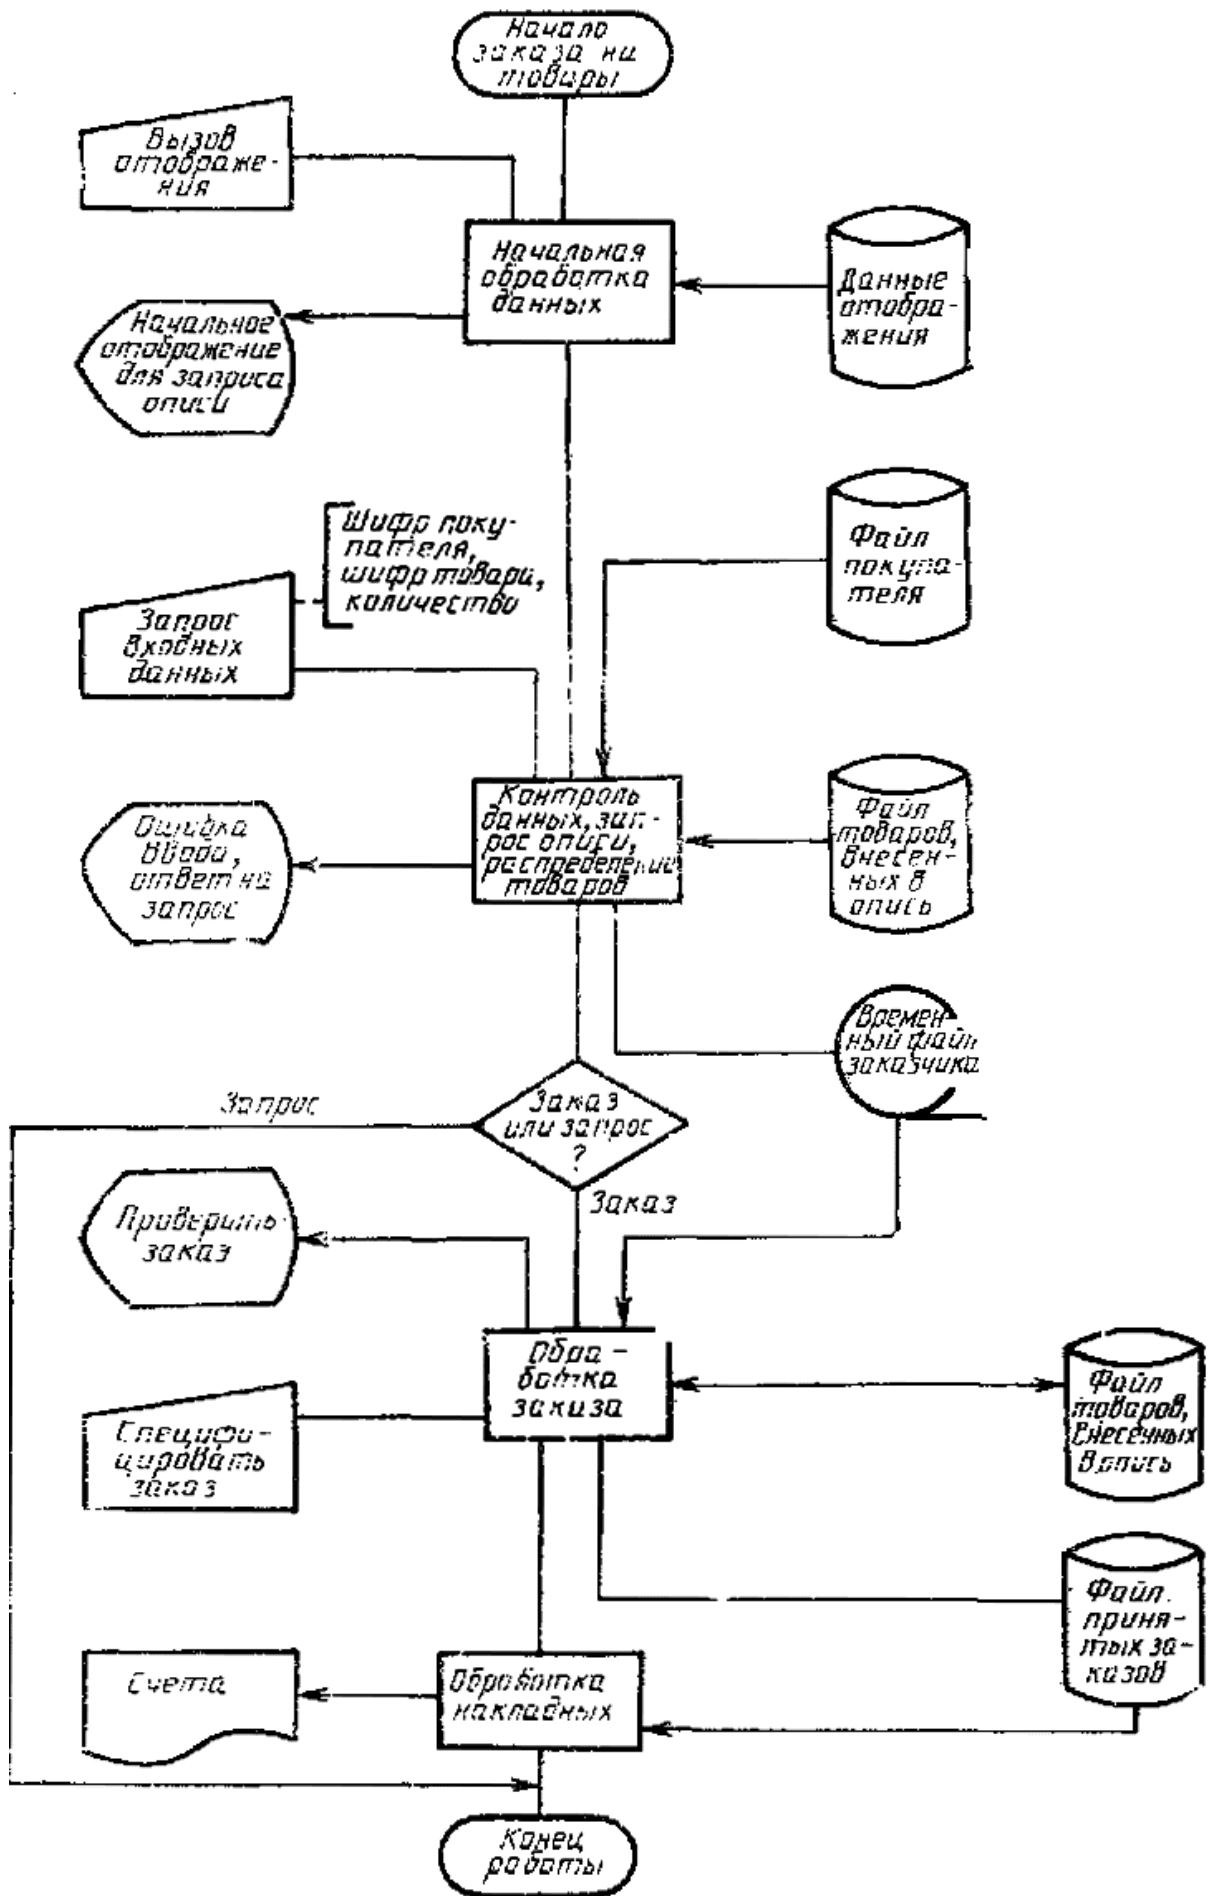 Начало
заказа на
товары
Вызов
отображе-
ния
Начальная
обработка
данных
Данные
отобра-
жения
Начальное
отображение
для запроса
описи
Шифр поку-
пателя,
шифр товара,
количество
Файл
покупа-
теля
Запрос
входных
данных
Контроль
данных, зап-
рос описи,
распределение
товаров
Файл
товаров,
внесен-
ных в
опись
Ошибка
ввода,
ответ на
запрос
Времен-
ный файл
заказчика
Запрос
Заказ
или запрос
?
Заказ
Проверить
заказ
Обра-
ботка
заказа
Файл
товаров,
внесенных
в опись
Специфи-
цировать
заказ
Файл
приня-
тых за-
казов
Счета
Обработка
накладных
Конец
работы